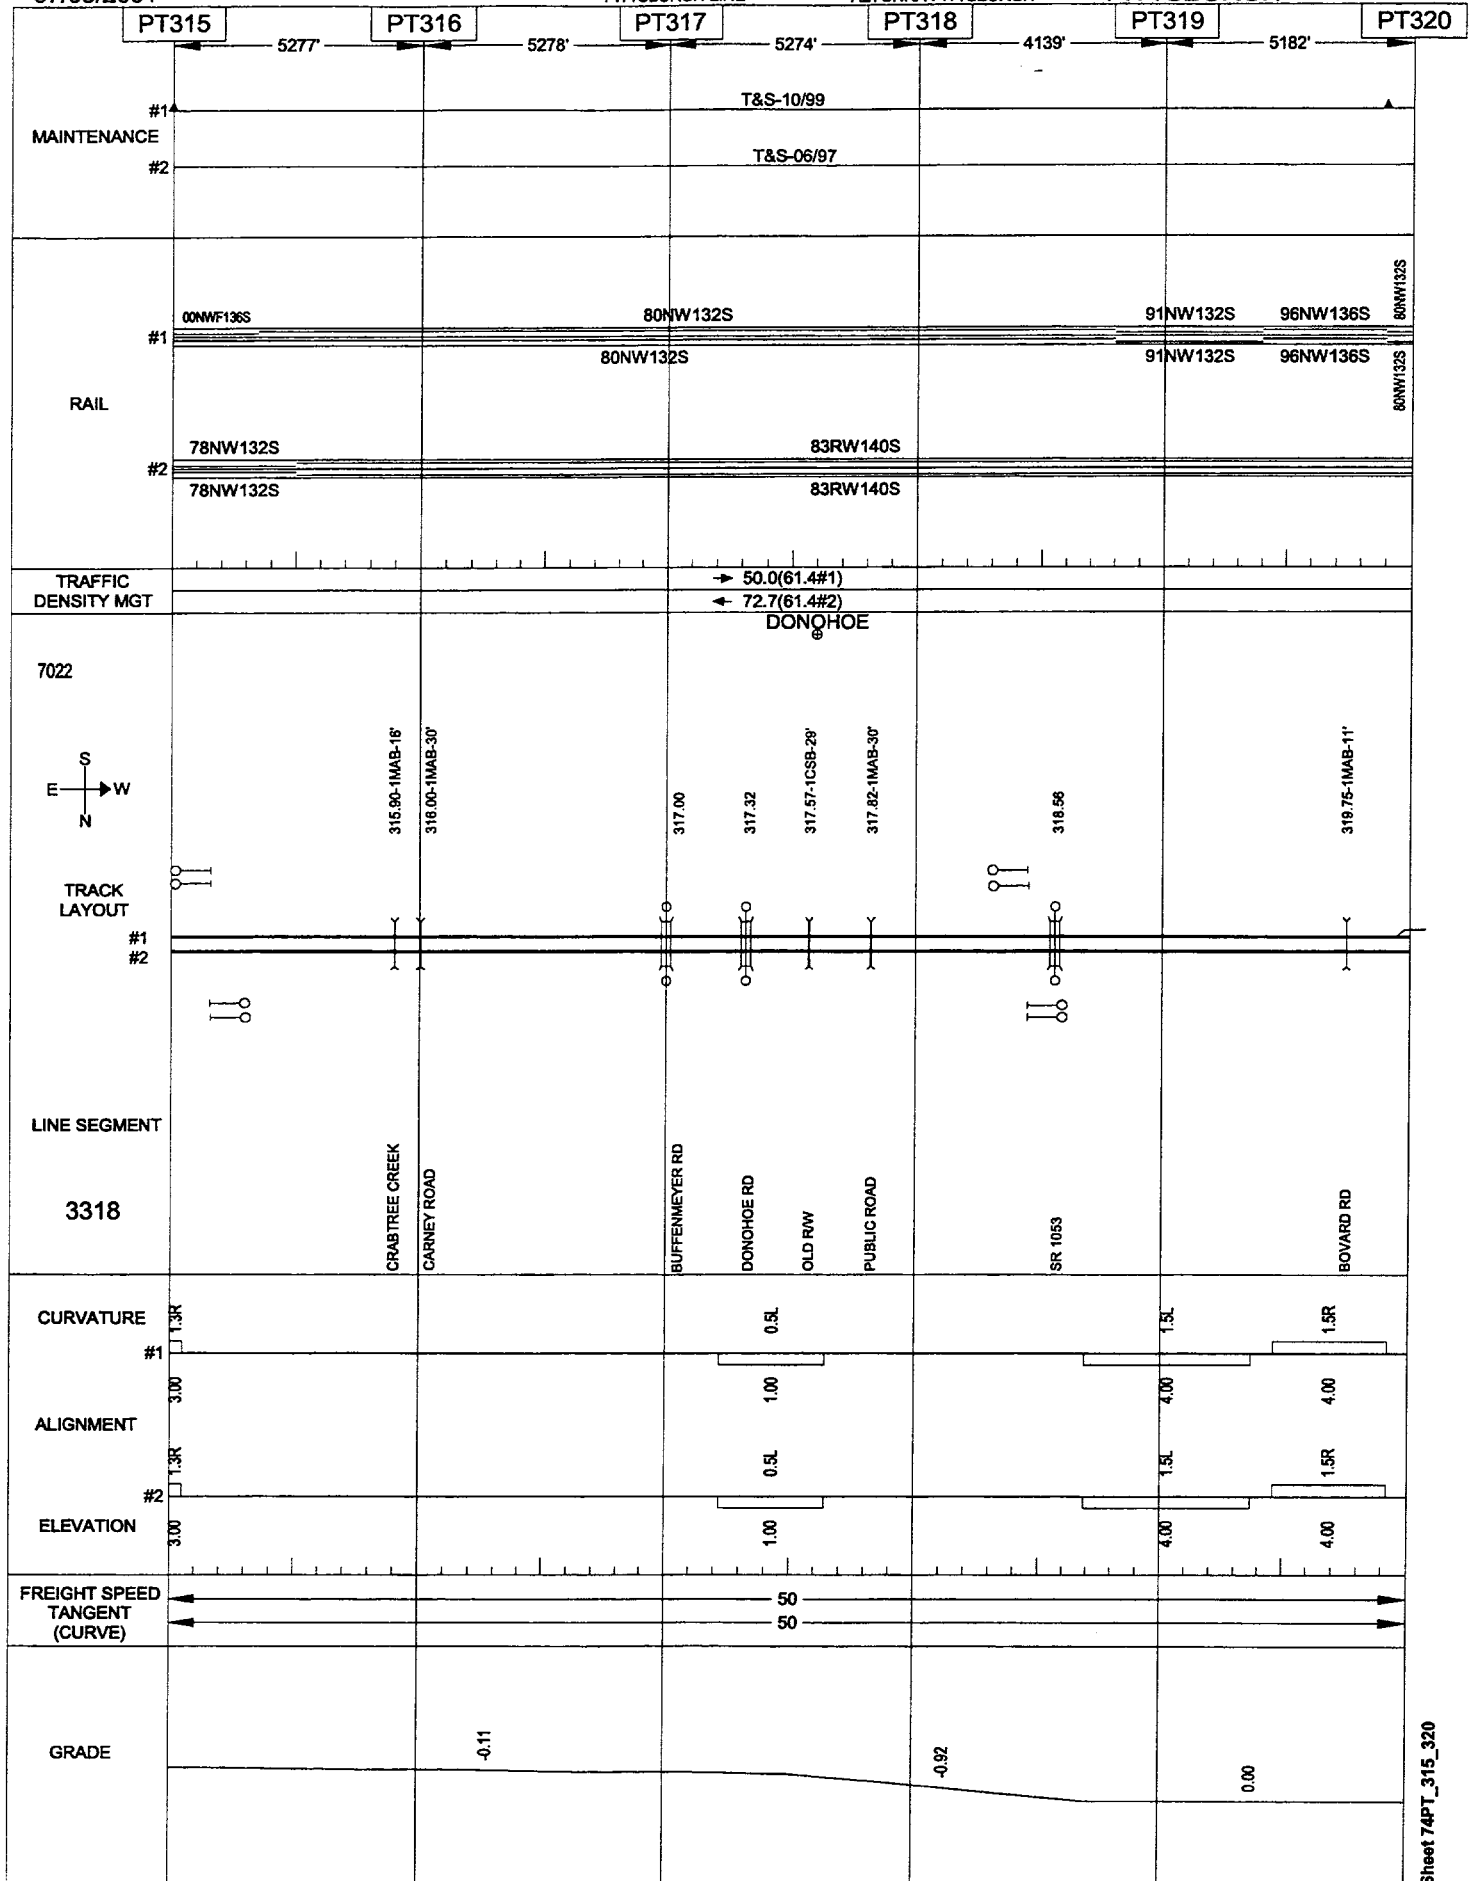 PT315 PT316 PT317 PT318 PT319 PT320
5277' 5278' 5274' 4139' 5182'
#1 T&S-10/99
MAINTENANCE
#2 T&S-06/97
00NWF136S 80NW132S 91NW132S 96NW136S 80NW132S
#1
80NW132S 91NW132S 96NW136S 80NW132S
RAIL
78NW132S 83RW140S
#2
78NW132S 83RW140S
TRAFFIC
DENSITY MGT
50.0(61.4#1)
72.7(61.4#2)
DONOHOE
7022
S
E W
N
315.90-1MAB-16'
316.00-1MAB-30'
317.00
317.32
317.57-1CSB-29'
317.82-1MAB-30'
318.56
319.75-1MAB-11'
TRACK
LAYOUT
#1
#2
LINE SEGMENT
3318
CRABTREE CREEK
CARNEY ROAD
BUFFENMEYER RD
DONOHOE RD
OLD R/W
PUBLIC ROAD
SR 1053
BOVARD RD
CURVATURE
1.3R 0.5L 1.5L 1.5R
#1
3.00 1.00 4.00 4.00
ALIGNMENT
1.3R 0.5L 1.5L 1.5R
#2
ELEVATION
3.00 1.00 4.00 4.00
FREIGHT SPEED
TANGENT
(CURVE)
50
50
GRADE
-0.11 -0.92 0.00
Sheet 74PT_315_320